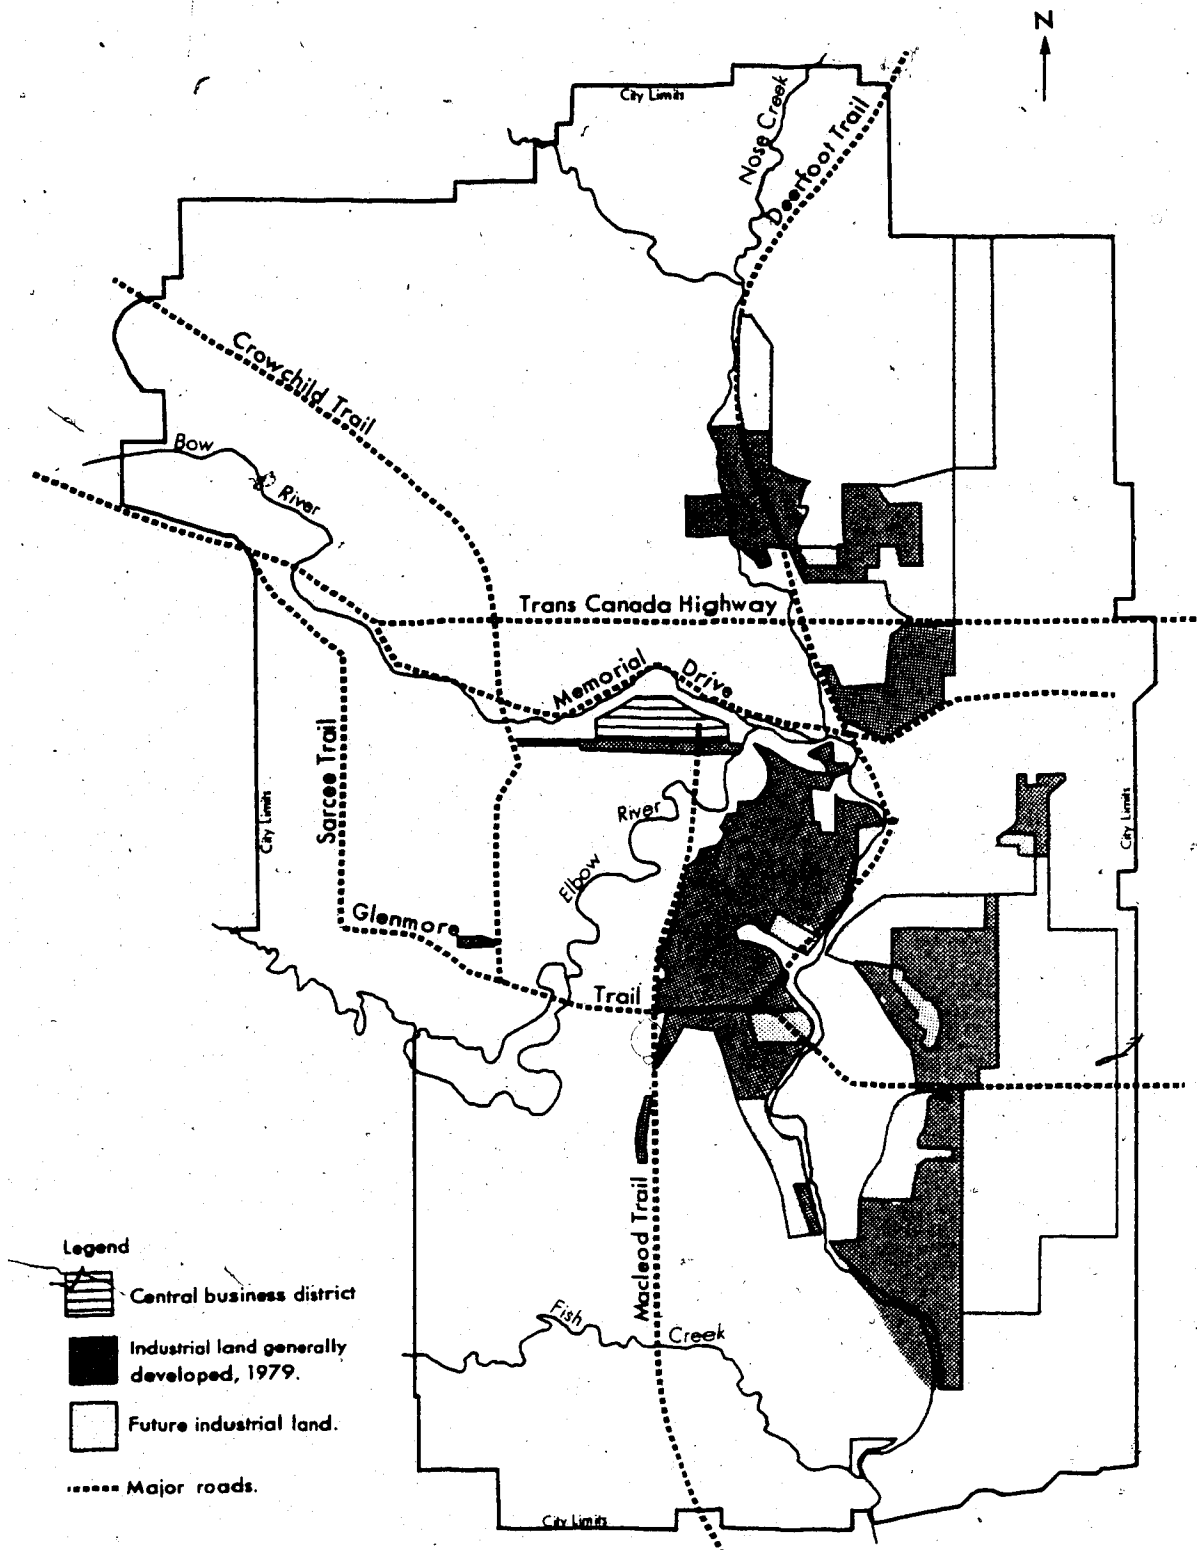 N
City Limits
Nose Creek
Deerfoot Trail
Crowchild Trail
Bow
River
Trans Canada Highway
Memorial
Drive
Sarcee Trail
City Limits
City Limits
River
Elbow
Glenmore
Trail
Macleod Trail
Fish
Creek
City Limits
Legend
Central business district
Industrial land generally
developed, 1979.
Future industrial land.
Major roads.